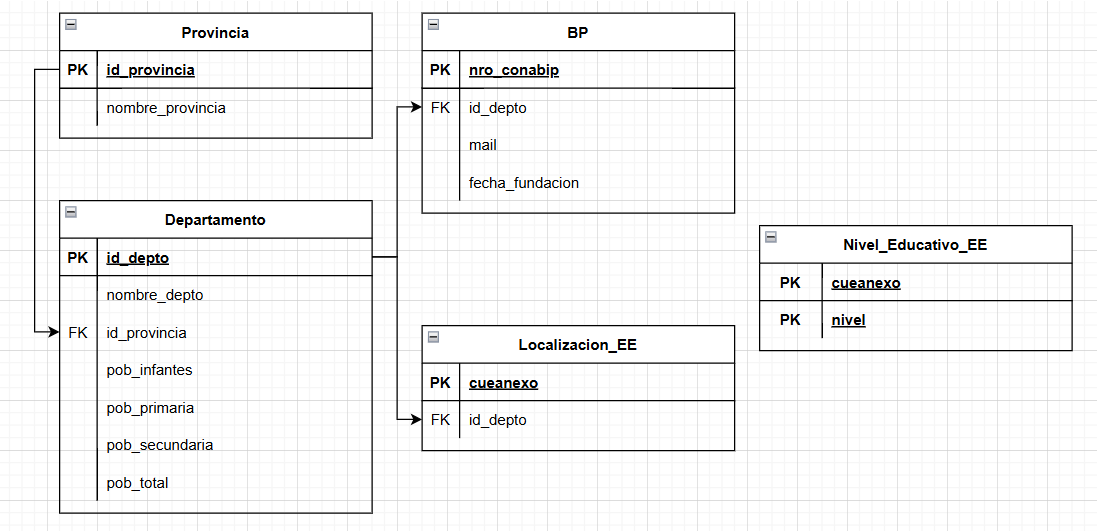 Provincia
PK id_provincia
nombre_provincia
BP
PK nro_conabip
FK id_depto
mail
fecha_fundacion
Departamento
PK id_depto
nombre_depto
FK id_provincia
pob_infantes
pob_primaria
pob_secundaria
pob_total
Localizacion_EE
PK cueanexo
FK id_depto
Nivel_Educativo_EE
PK cueanexo
PK nivel